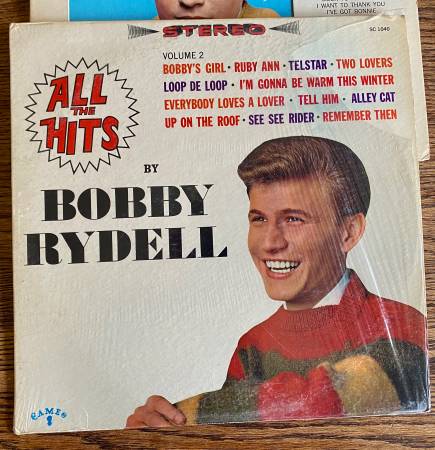 I WANT TO THANK YOU
I'VE GOT BONNIE
STEREO
SC 1040
VOLUME 2
BOBBY'S GIRL • RUBY ANN • TELSTAR • TWO LOVERS
LOOP DE LOOP • I'M GONNA BE WARM THIS WINTER
EVERYBODY LOVES A LOVER • TELL HIM • ALLEY CAT
UP ON THE ROOF • SEE SEE RIDER • REMEMBER THEN
ALL
THE
HITS
BY
BOBBY
RYDELL
CAMEO